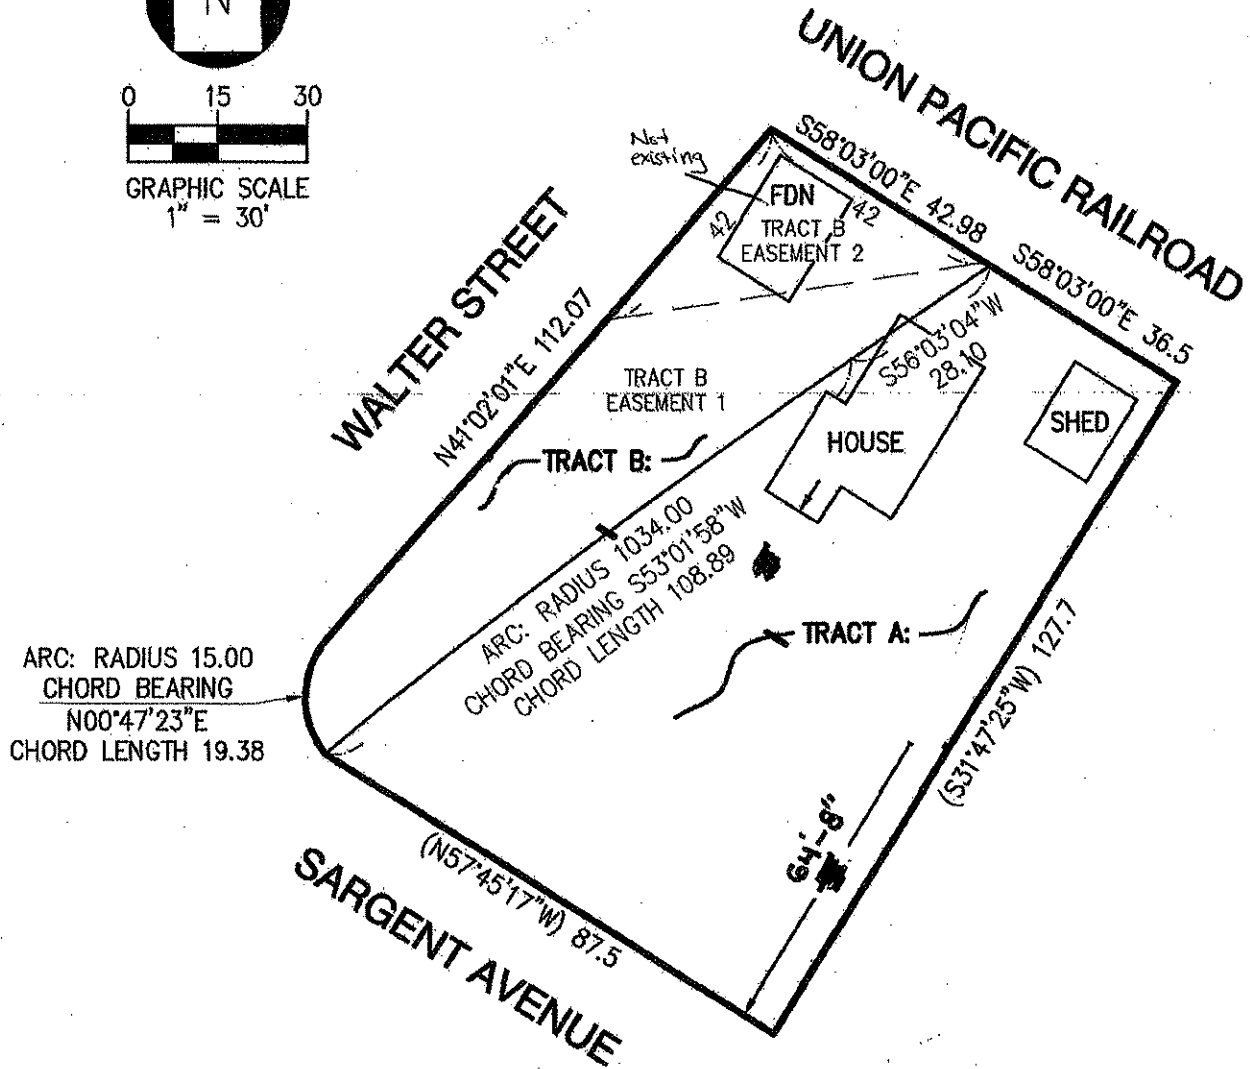 N
0 15 30
GRAPHIC SCALE
1" = 30'
UNION PACIFIC RAILROAD
Not
existing
S58°03'00"E 42.98
S58°03'00"E 36.5
FDN
42
42
TRACT B
EASEMENT 2
WALTER STREET
N41°02'01"E 112.07
S56°03'04"W
28.10
TRACT B
EASEMENT 1
SHED
HOUSE
TRACT B:
ARC: RADIUS 1034.00
CHORD BEARING S53°01'58"W
CHORD LENGTH 108.89
TRACT A:
ARC: RADIUS 15.00
CHORD BEARING
N00°47'23"E
CHORD LENGTH 19.38
(S31°47'25"W) 127.7
64'-8"
(N57°45'17"W) 87.5
SARGENT AVENUE